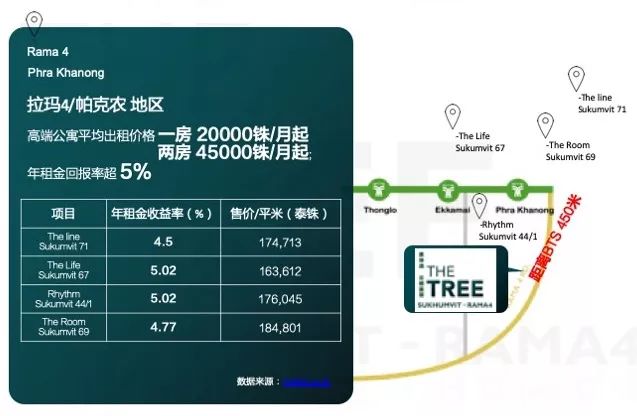 Rama 4
Phra Khanong
拉玛4/帕克农 地区
高端公寓平均出租价格 一房 20000铢/月起
两房 45000铢/月起;
年租金回报率超 5%
项目 年租金收益率(%) 售价/平米(泰铢)
The line Sukumvit 71 4.5 174,713
The Life Sukumvit 67 5.02 163,612
Rhythm Sukumvit 44/1 5.02 176,045
The Room Sukumvit 69 4.77 184,801
数据来源:
-The line
Sukumvit 71
-The Life
Sukumvit 67
-The Room
Sukumvit 69
Thonglo
Ekkamai
Phra Khanong
-Rhythm
Sukumvit 44/1
距离BTS 450米
THE
TREE
SUKHUMVIT - RAMA4
RAMA 4 RD
IT - RAMA4